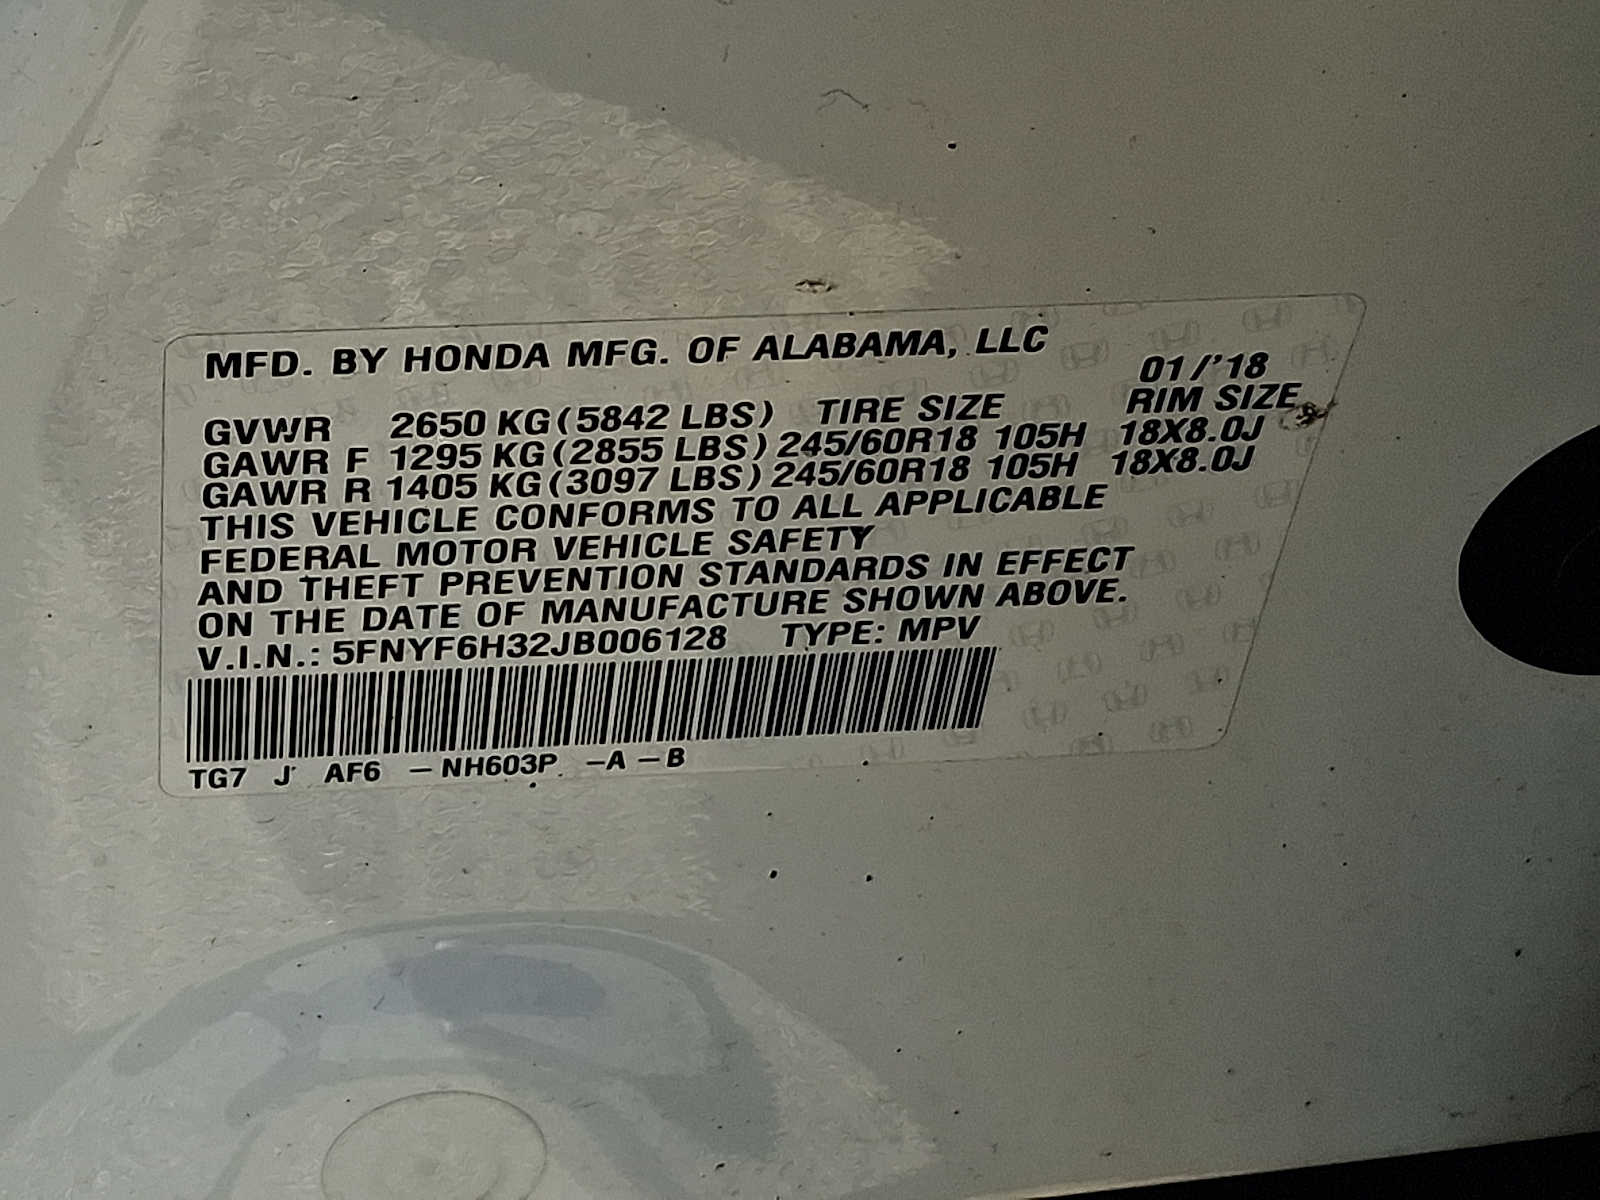 MFD. BY HONDA MFG. OF ALABAMA, LLC
01/'18
GVWR 2650 KG (5842 LBS) TIRE SIZE RIM SIZE
GAWR F 1295 KG (2855 LBS) 245/60R18 105H 18X8.0J
GAWR R 1405 KG (3097 LBS) 245/60R18 105H 18X8.0J
THIS VEHICLE CONFORMS TO ALL APPLICABLE
FEDERAL MOTOR VEHICLE SAFETY
AND THEFT PREVENTION STANDARDS IN EFFECT
ON THE DATE OF MANUFACTURE SHOWN ABOVE.
V.I.N.: 5FNYF6H32JB006128 TYPE: MPV
TG7 J AF6 – NH603P –A – B